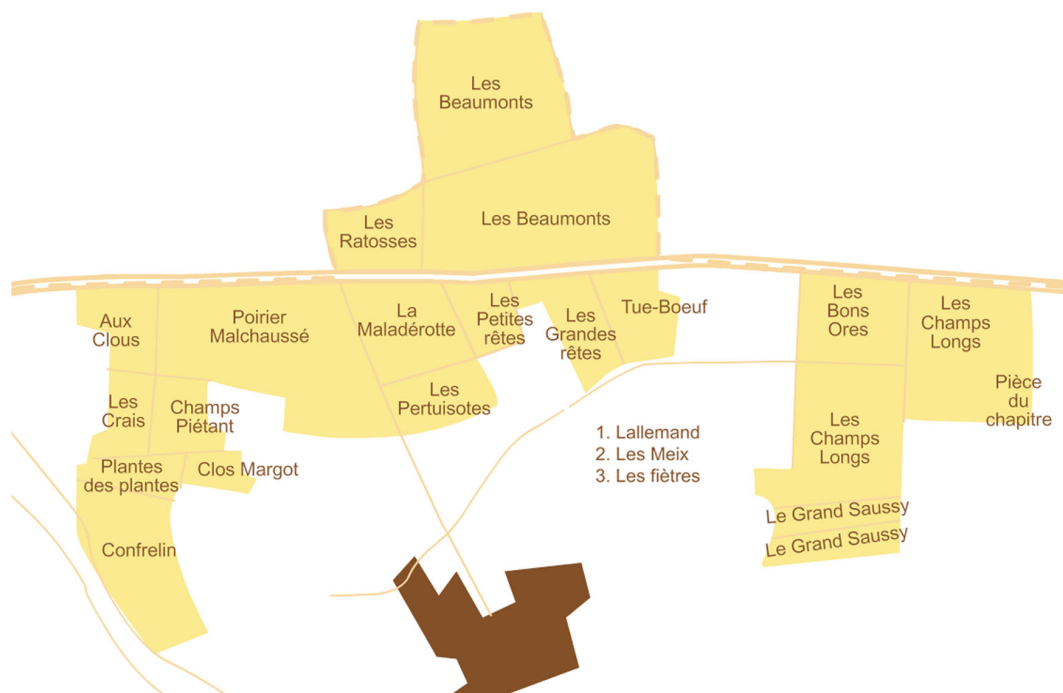 Les
Beaumonts
Les
Ratosses
Les Beaumonts
Aux
Clous
Poirier
Malchaussé
La
Maladérotte
Les
Petites
rêtes
Les
Grandes
rêtes
Tue-Boeuf
Les
Bons
Ores
Les
Champs
Longs
Pièce
du
chapitre
Les
Crais
Champs
Piétant
Les
Pertuisotes
1. Lallemand
2. Les Meix
3. Les fiètres
Les
Champs
Longs
Plantes
des plantes
Clos Margot
Le Grand Saussy
Le Grand Saussy
Confrelin